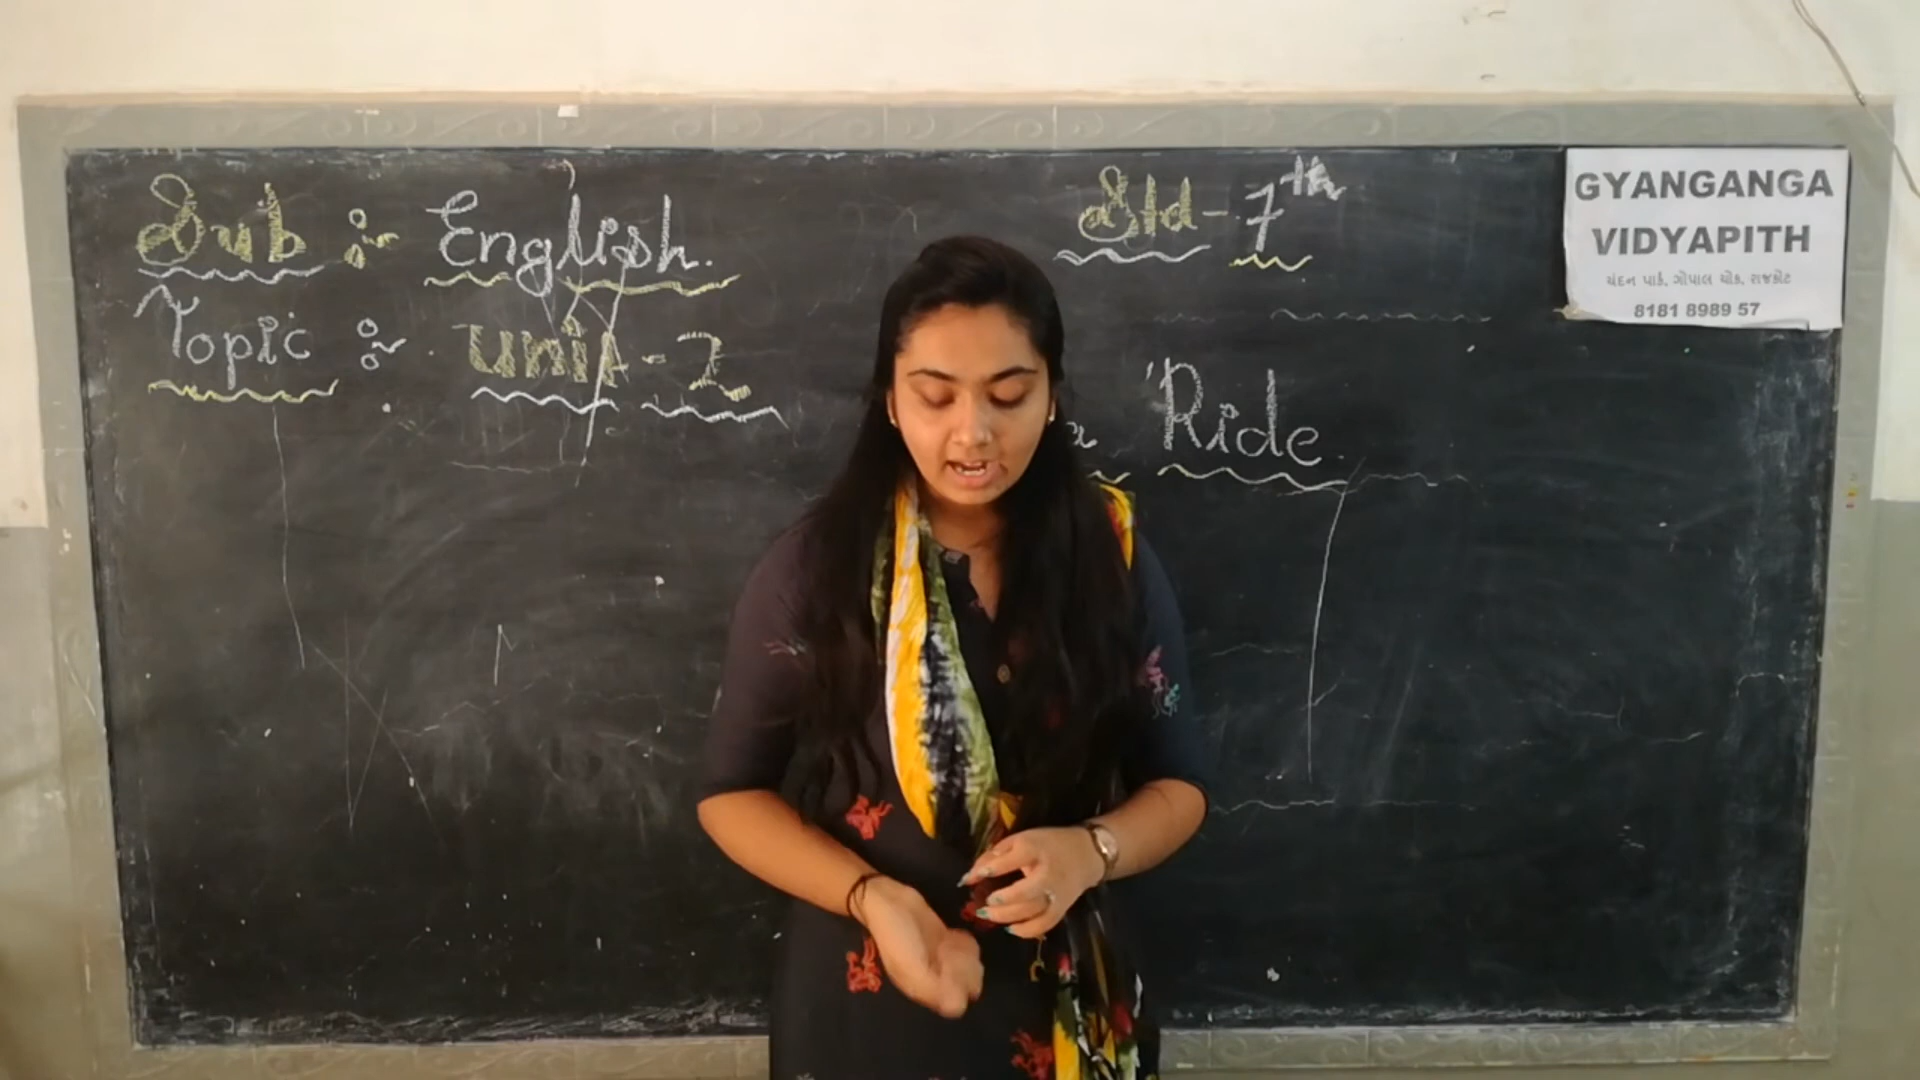 Sub :- English.
Std - 7th
Topic :- Unit-2
a Ride.
GYANGANGA
VIDYAPITH
ચંદન પાર્ક, ગોપાલ ચોક, રાજકોટ
8181 8989 57